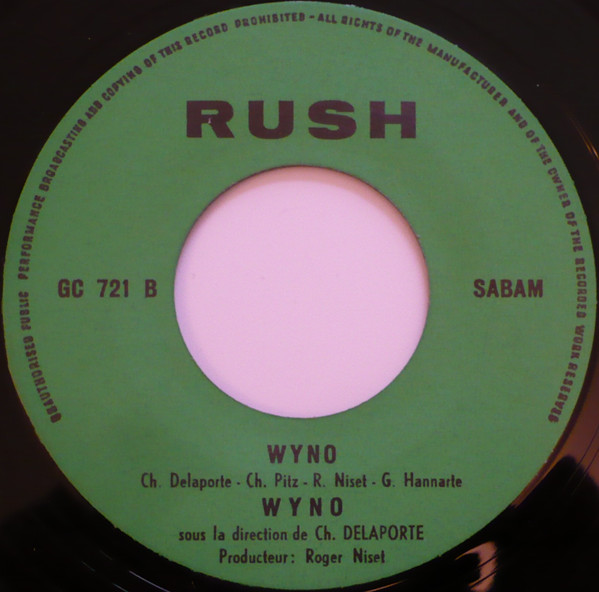 UNAUTHORISED PUBLIC PERFORMANCE BROADCASTING AND COPYING OF THIS RECORD PROHIBITED - ALL RIGHTS OF THE MANUFACTURER AND OF THE OWNER OF THE RECORDED WORK RESERVED
RUSH
GC 721 B
SABAM
WYNO
Ch. Delaporte - Ch. Pitz - R. Niset - G. Hannarte
WYNO
sous la direction de Ch. DELAPORTE
Producteur: Roger Niset